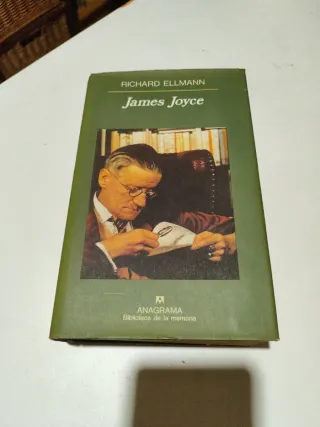 RICHARD ELLMANN
James Joyce
ANAGRAMA
Biblioteca de la memoria